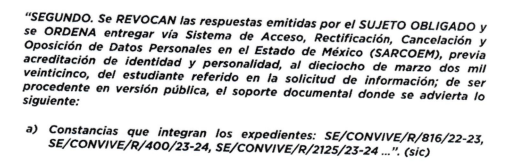 "SEGUNDO. Se REVOCAN las respuestas emitidas por el SUJETO OBLIGADO y
se ORDENA entregar vía Sistema de Acceso, Rectificación, Cancelación y
Oposición de Datos Personales en el Estado de México (SARCOEM), previa
acreditación de identidad y personalidad, al dieciocho de marzo dos mil
veinticinco, del estudiante referido en la solicitud de información; de ser
procedente en versión pública, el soporte documental donde se advierta lo
siguiente:
a) Constancias que integran los expedientes: SE/CONVIVE/R/816/22-23,
SE/CONVIVE/R/400/23-24, SE/CONVIVE/R/2125/23-24 ...". (sic)